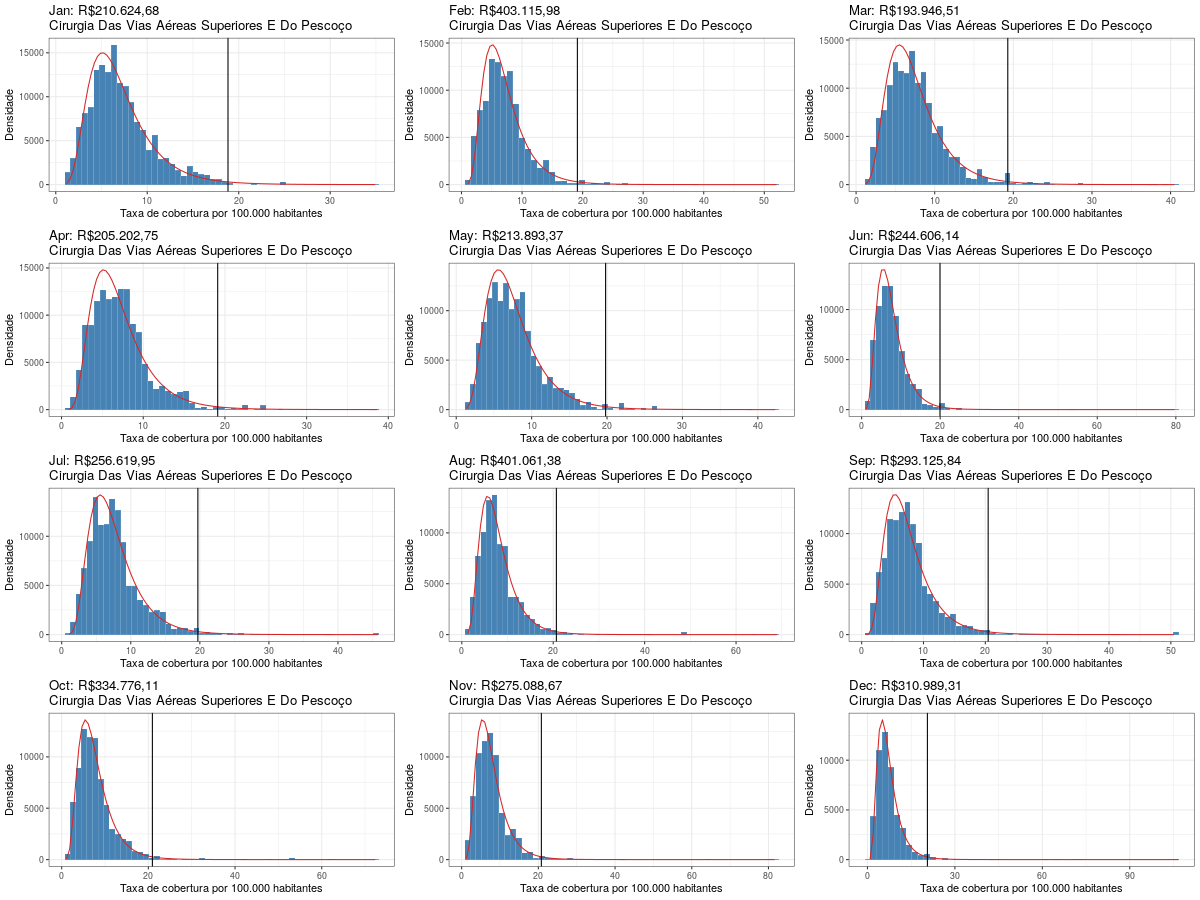 Jan: R$210.624,68
Cirurgia Das Vias Aéreas Superiores E Do Pescoço
Densidade
15000
10000
5000
0
0 10 20 30
Taxa de cobertura por 100.000 habitantes
Feb: R$403.115,98
Cirurgia Das Vias Aéreas Superiores E Do Pescoço
Densidade
15000
10000
5000
0
0 10 20 30 40 50
Taxa de cobertura por 100.000 habitantes
Mar: R$193.946,51
Cirurgia Das Vias Aéreas Superiores E Do Pescoço
Densidade
15000
10000
5000
0
0 10 20 30 40
Taxa de cobertura por 100.000 habitantes
Apr: R$205.202,75
Cirurgia Das Vias Aéreas Superiores E Do Pescoço
Densidade
15000
10000
5000
0
0 10 20 30 40
Taxa de cobertura por 100.000 habitantes
May: R$213.893,37
Cirurgia Das Vias Aéreas Superiores E Do Pescoço
Densidade
10000
5000
0
0 10 20 30 40
Taxa de cobertura por 100.000 habitantes
Jun: R$244.606,14
Cirurgia Das Vias Aéreas Superiores E Do Pescoço
Densidade
10000
5000
0
0 20 40 60 80
Taxa de cobertura por 100.000 habitantes
Jul: R$256.619,95
Cirurgia Das Vias Aéreas Superiores E Do Pescoço
Densidade
10000
5000
0
0 10 20 30 40
Taxa de cobertura por 100.000 habitantes
Aug: R$401.061,38
Cirurgia Das Vias Aéreas Superiores E Do Pescoço
Densidade
10000
5000
0
0 20 40 60
Taxa de cobertura por 100.000 habitantes
Sep: R$293.125,84
Cirurgia Das Vias Aéreas Superiores E Do Pescoço
Densidade
10000
5000
0
0 10 20 30 40 50
Taxa de cobertura por 100.000 habitantes
Oct: R$334.776,11
Cirurgia Das Vias Aéreas Superiores E Do Pescoço
Densidade
10000
5000
0
0 20 40 60
Taxa de cobertura por 100.000 habitantes
Nov: R$275.088,67
Cirurgia Das Vias Aéreas Superiores E Do Pescoço
Densidade
10000
5000
0
0 20 40 60 80
Taxa de cobertura por 100.000 habitantes
Dec: R$310.989,31
Cirurgia Das Vias Aéreas Superiores E Do Pescoço
Densidade
10000
5000
0
0 30 60 90
Taxa de cobertura por 100.000 habitantes